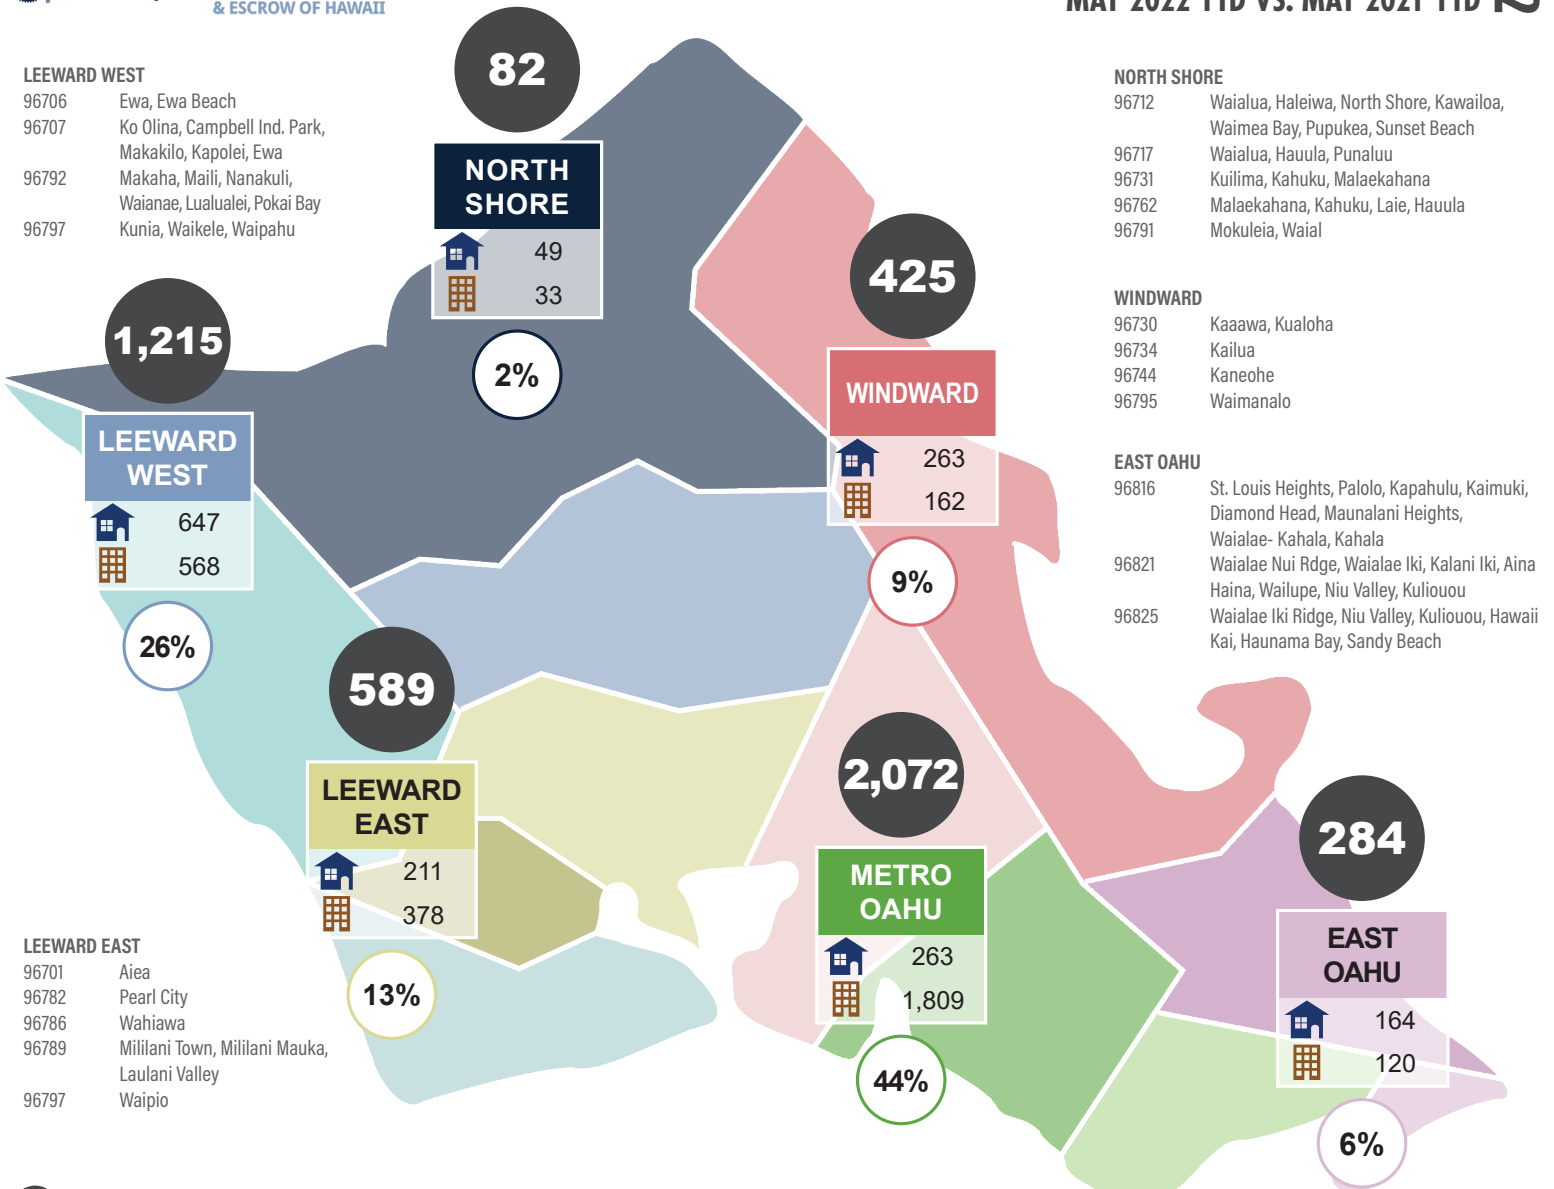 & ESCROW OF HAWAII
MAY 2022 YTD VS. MAY 2021 YTD
LEEWARD WEST
96706 Ewa, Ewa Beach
96707 Ko Olina, Campbell Ind. Park,
Makakilo, Kapolei, Ewa
96792 Makaha, Maili, Nanakuli,
Waianae, Lualualei, Pokai Bay
96797 Kunia, Waikele, Waipahu
82
NORTH
SHORE
49
33
2%
NORTH SHORE
96712 Waialua, Haleiwa, North Shore, Kawailoa,
Waimea Bay, Pupukea, Sunset Beach
96717 Waialua, Hauula, Punaluu
96731 Kuilima, Kahuku, Malaekahana
96762 Malaekahana, Kahuku, Laie, Hauula
96791 Mokuleia, Waial
WINDWARD
96730 Kaaawa, Kualoha
96734 Kailua
96744 Kaneohe
96795 Waimanalo
EAST OAHU
96816 St. Louis Heights, Palolo, Kapahulu, Kaimuki,
Diamond Head, Maunalani Heights,
Waialae- Kahala, Kahala
96821 Waialae Nui Rdge, Waialae Iki, Kalani Iki, Aina
Haina, Wailupe, Niu Valley, Kuliouou
96825 Waialae Iki Ridge, Niu Valley, Kuliouou, Hawaii
Kai, Haunama Bay, Sandy Beach
425
WINDWARD
263
162
9%
1,215
LEEWARD
WEST
647
568
26%
589
LEEWARD
EAST
211
378
13%
2,072
METRO
OAHU
263
1,809
44%
284
EAST
OAHU
164
120
6%
LEEWARD EAST
96701 Aiea
96782 Pearl City
96786 Wahiawa
96789 Mililani Town, Mililani Mauka,
Laulani Valley
96797 Waipio